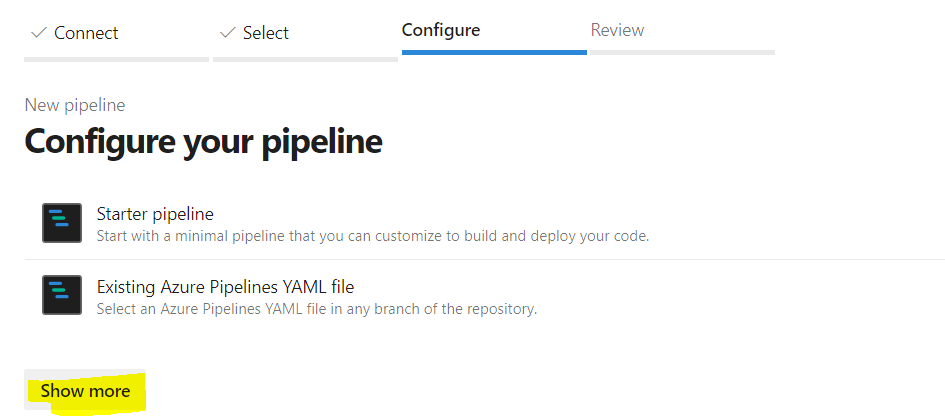 Connect
Select
Configure
Review
New pipeline
Configure your pipeline
Starter pipeline
Start with a minimal pipeline that you can customize to build and deploy your code.
Existing Azure Pipelines YAML file
Select an Azure Pipelines YAML file in any branch of the repository.
Show more